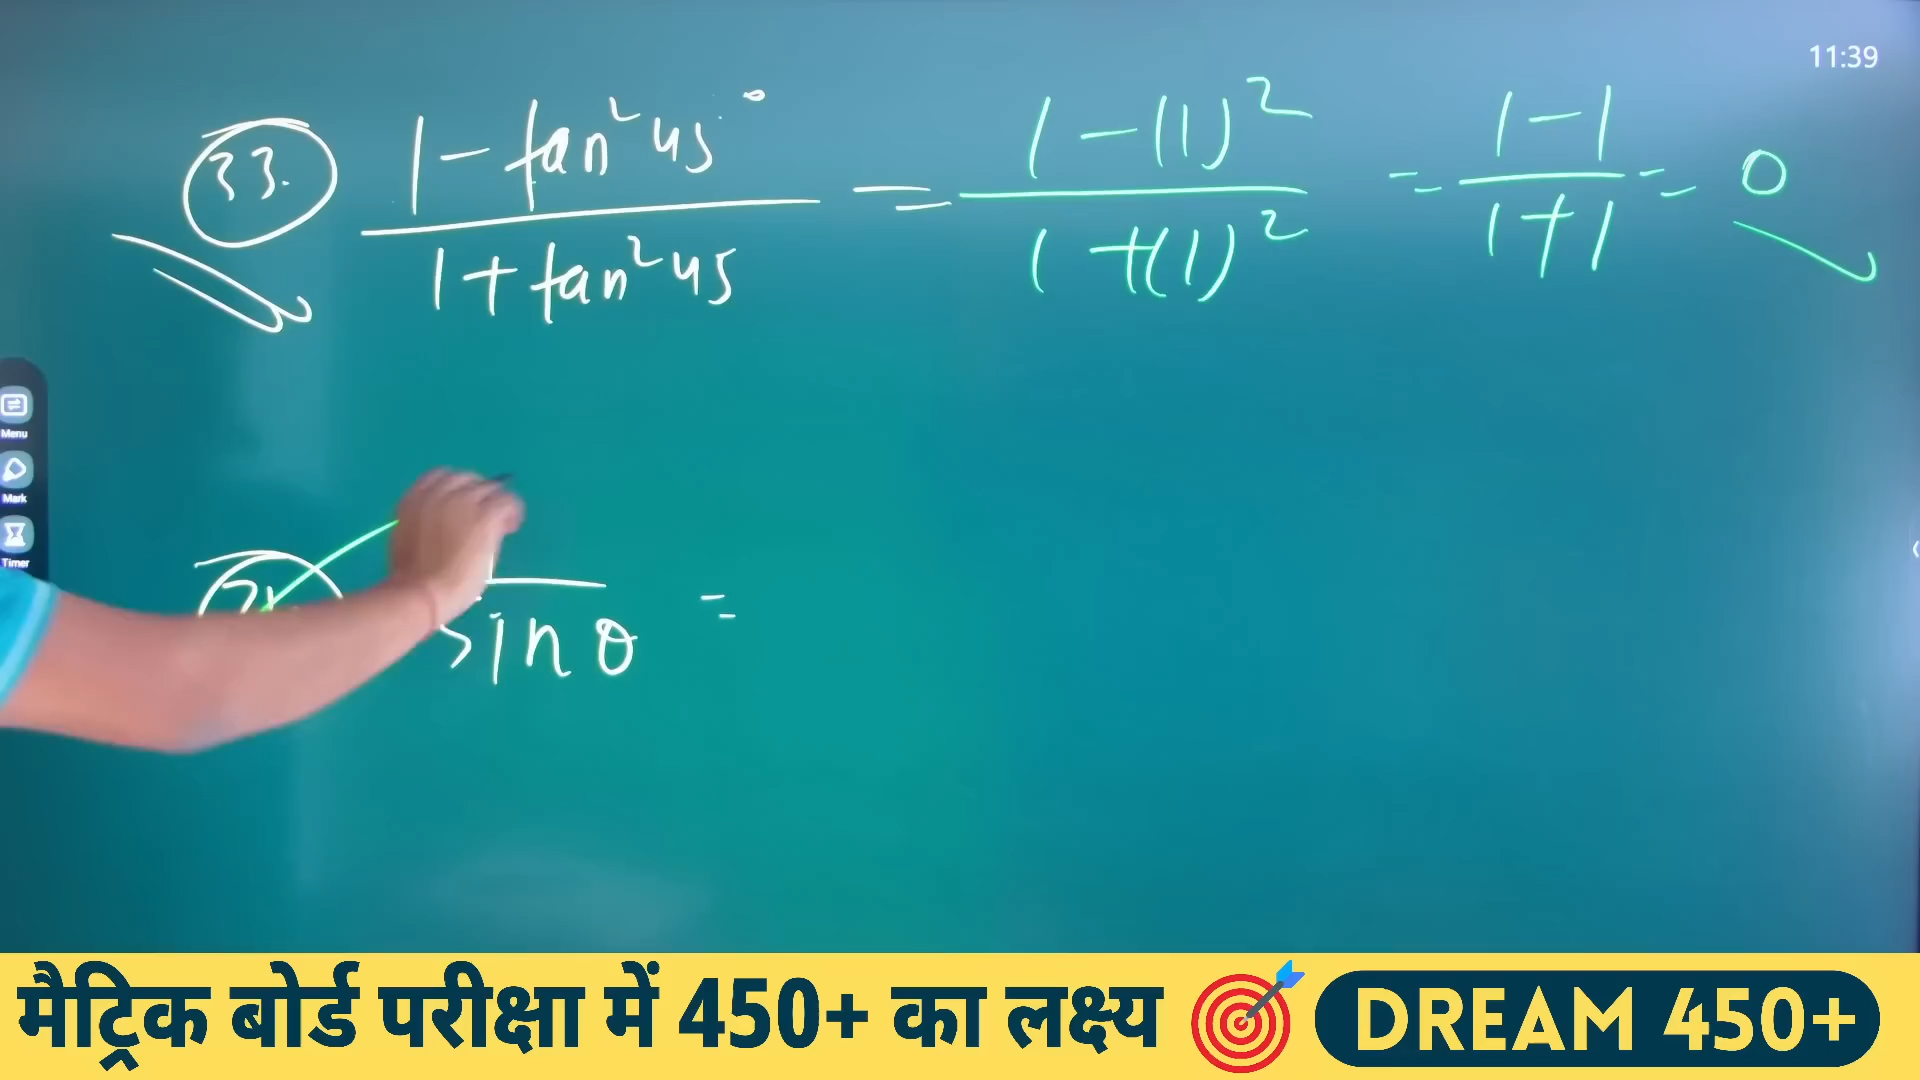 11:39
33. 1 - tan²45° / 1 + tan²45 = 1 - (1)² / 1 + (1)² = 1 - 1 / 1 + 1 = 0
Menu
Mark
Timer
sin θ =
मैट्रिक बोर्ड परीक्षा में 450+ का लक्ष्य DREAM 450+